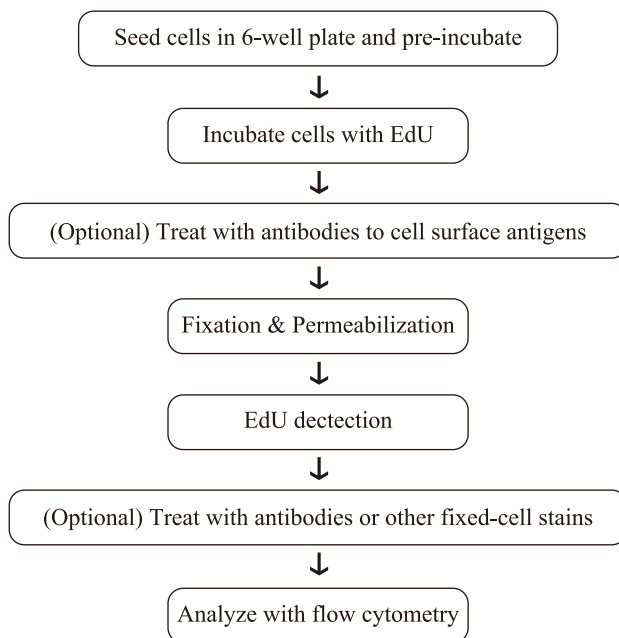 Seed cells in 6-well plate and pre-incubate
Incubate cells with EdU
(Optional) Treat with antibodies to cell surface antigens
Fixation & Permeabilization
EdU dectection
(Optional) Treat with antibodies or other fixed-cell stains
Analyze with flow cytometry